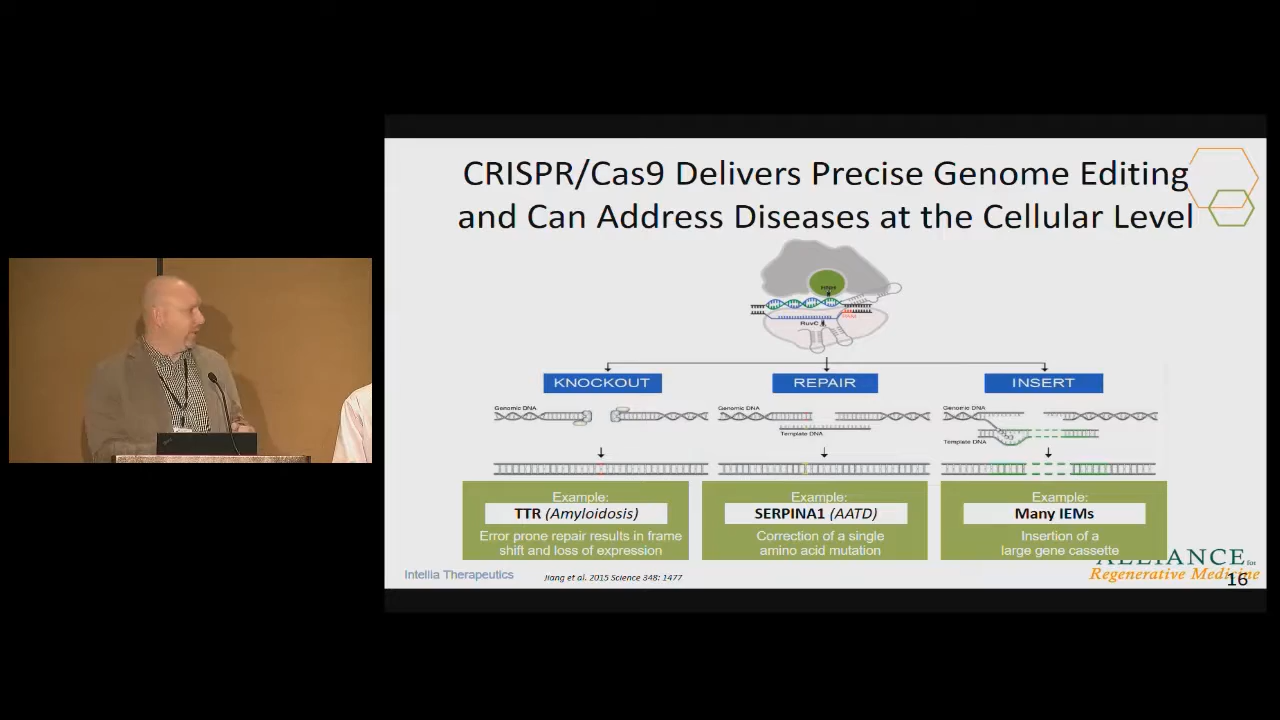 CRISPR/Cas9 Delivers Precise Genome Editing
and Can Address Diseases at the Cellular Level
RuvC
KNOCKOUT
REPAIR
INSERT
Genomic DNA
Genomic DNA
Genomic DNA
Template DNA
Template DNA
Example:
TTR (Amyloidosis)
Error prone repair results in frame
shift and loss of expression
Example:
SERPINA1 (AATD)
Correction of a single
amino acid mutation
Example:
Many IEMs
Insertion of a
large gene cassette
Intellia Therapeutics
Jiang et al. 2015 Science 348: 1477
ALLIANCE for
Regenerative Medicine
16